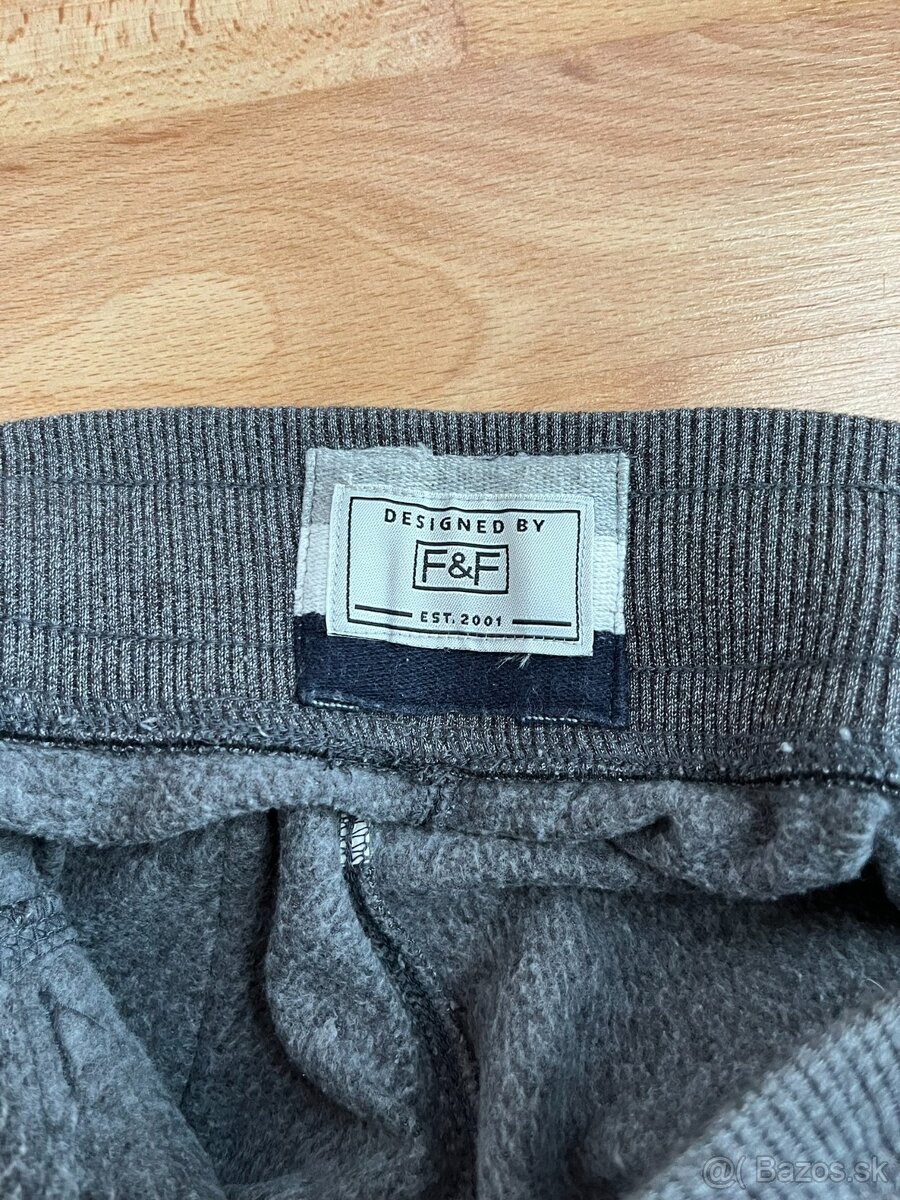 DESIGNED BY
F&F
EST. 2001
@( Bazos.sk